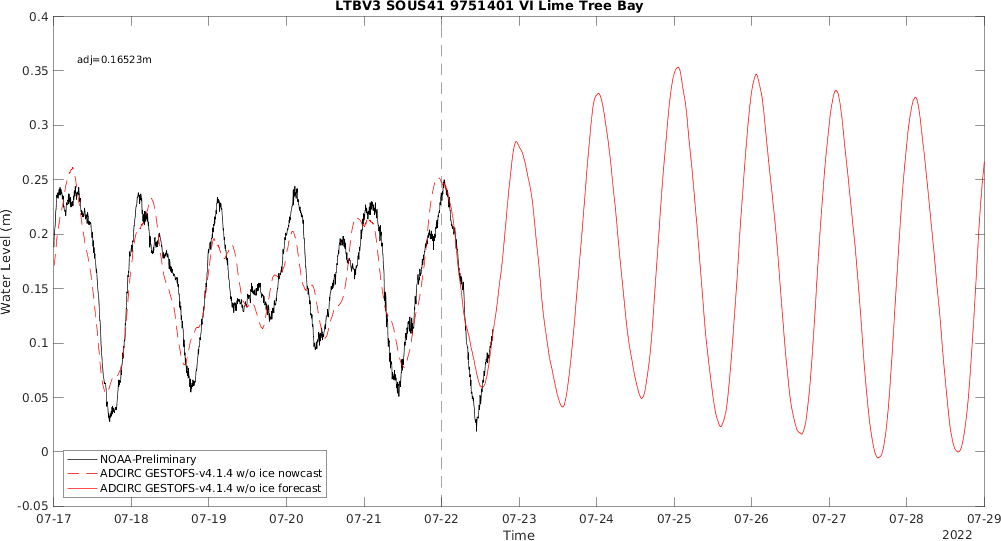 LTBV3 SOUS41 9751401 VI Lime Tree Bay
adj=0.16523m
0.4
0.35
0.3
0.25
0.2
0.15
0.1
0.05
0
-0.05
Water Level (m)
NOAA-Preliminary
ADCIRC GESTOFS-v4.1.4 w/o ice nowcast
ADCIRC GESTOFS-v4.1.4 w/o ice forecast
07-17 07-18 07-19 07-20 07-21 07-22 07-23 07-24 07-25 07-26 07-27 07-28 07-29
Time
2022